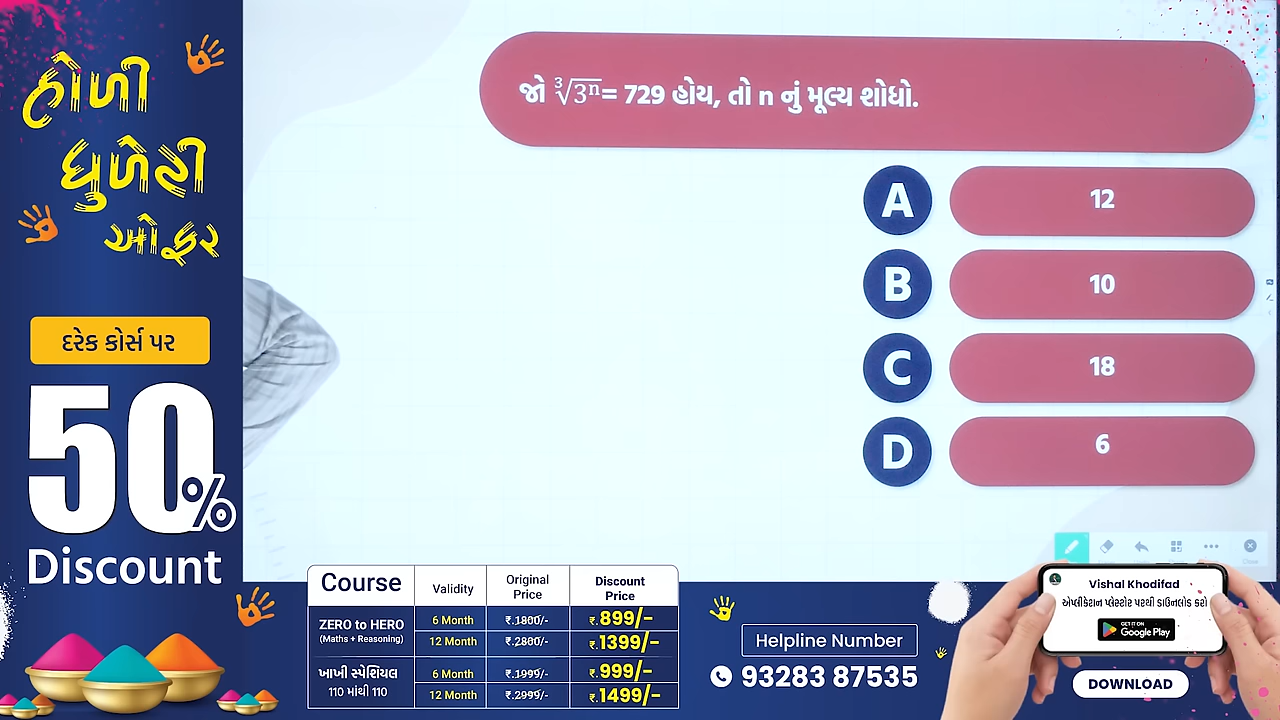 હોળી
ધુળેટી
ઓફર
દરેક કોર્સ પર
50%
Discount
જો ∛3ⁿ = 729 હોય, તો n નું મૂલ્ય શોધો.
A 12
B 10
C 18
D 6
Close
Course Validity Original Price Discount Price
ZERO to HERO (Maths + Reasoning) 6 Month ₹.1800/- ₹.899/-
12 Month ₹.2800/- ₹.1399/-
ખાખી સ્પેશિયલ 110 માંથી 110 6 Month ₹.1999/- ₹.999/-
12 Month ₹.2999/- ₹.1499/-
Helpline Number
93283 87535
Vishal Khodifad
એપ્લીકેશન પ્લેસ્ટોર પરથી ડાઉનલોડ કરો
GET IT ON
Google Play
DOWNLOAD